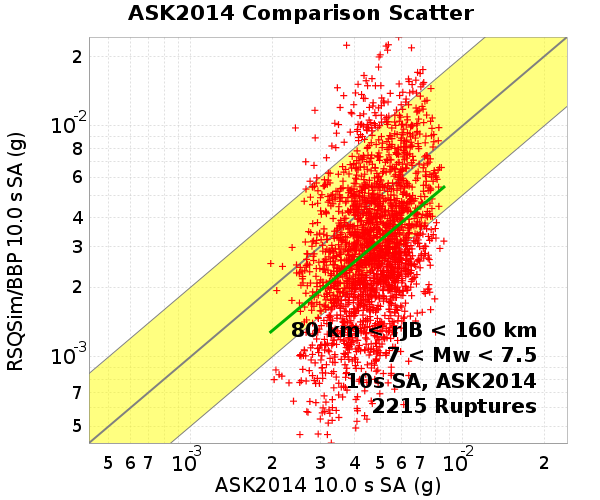 ASK2014 Comparison Scatter
RSQSim/BBP 10.0 s SA (g)
2
10-2
8
6
4
3
2
10-3
7
5
80 km < rJB < 160 km
7 < Mw < 7.5
10s SA, ASK2014
2215 Ruptures
5 6 7 10-3 2 3 4 5 6 7 10-2 2
ASK2014 10.0 s SA (g)